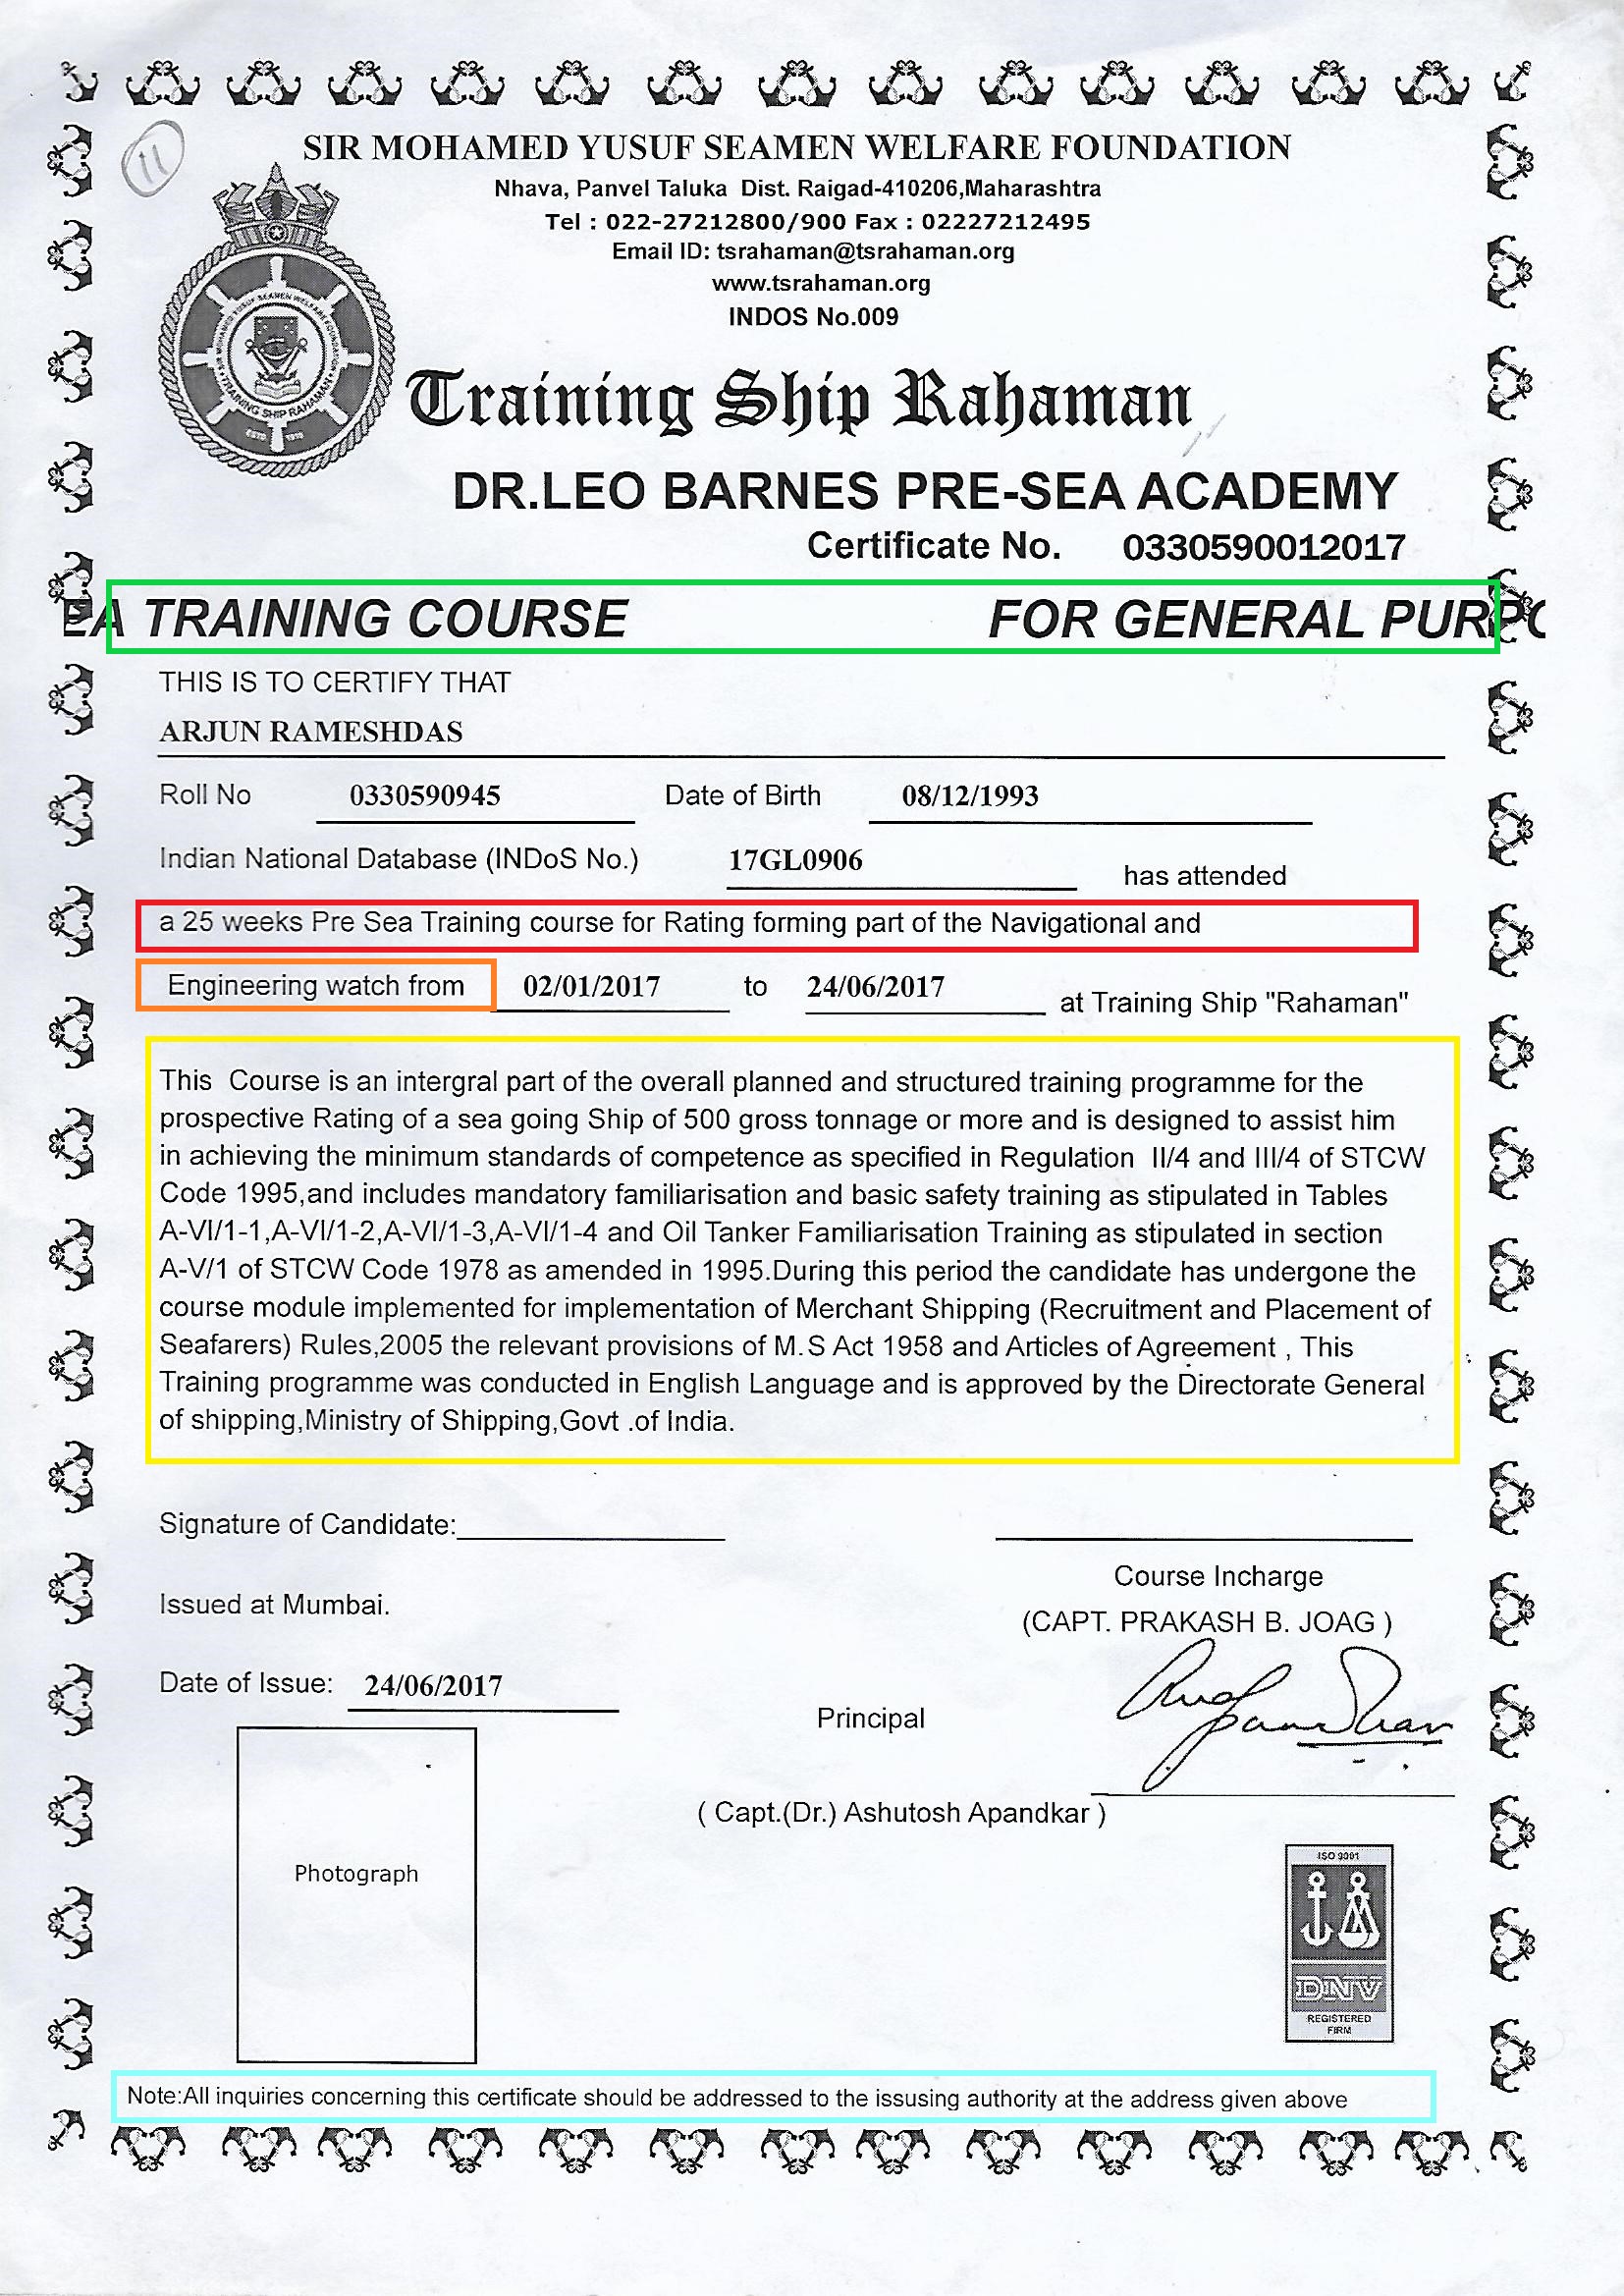 11
SIR MOHAMED YUSUF SEAMEN WELFARE FOUNDATION
Nhava, Panvel Taluka Dist. Raigad-410206,Maharashtra
Tel : 022-27212800/900 Fax : 02227212495
Email ID: tsrahaman@tsrahaman.org
www.tsrahaman.org
INDOS No.009
SIR MOHAMED YUSUF SEAMEN WELFARE FOUNDATION
TRAINING SHIP RAHAMAN
ESTD 1910
Training Ship Rahaman
DR.LEO BARNES PRE-SEA ACADEMY
Certificate No. 0330590012017
EA TRAINING COURSE FOR GENERAL PURPO
THIS IS TO CERTIFY THAT
ARJUN RAMESHDAS
Roll No 0330590945 Date of Birth 08/12/1993
Indian National Database (INDoS No.) 17GL0906 has attended
a 25 weeks Pre Sea Training course for Rating forming part of the Navigational and
Engineering watch from 02/01/2017 to 24/06/2017 at Training Ship "Rahaman"
This Course is an intergral part of the overall planned and structured training programme for the
prospective Rating of a sea going Ship of 500 gross tonnage or more and is designed to assist him
in achieving the minimum standards of competence as specified in Regulation II/4 and III/4 of STCW
Code 1995,and includes mandatory familiarisation and basic safety training as stipulated in Tables
A-VI/1-1,A-VI/1-2,A-VI/1-3,A-VI/1-4 and Oil Tanker Familiarisation Training as stipulated in section
A-V/1 of STCW Code 1978 as amended in 1995.During this period the candidate has undergone the
course module implemented for implementation of Merchant Shipping (Recruitment and Placement of
Seafarers) Rules,2005 the relevant provisions of M.S Act 1958 and Articles of Agreement , This
Training programme was conducted in English Language and is approved by the Directorate General
of shipping,Ministry of Shipping,Govt .of India.
Signature of Candidate:
Course Incharge
Issued at Mumbai.
(CAPT. PRAKASH B. JOAG )
Date of Issue: 24/06/2017
Principal
( Capt.(Dr.) Ashutosh Apandkar )
Photograph
ISO 9001
DNV
REGISTERED
FIRM
Note:All inquiries concerning this certificate should be addressed to the issusing authority at the address given above